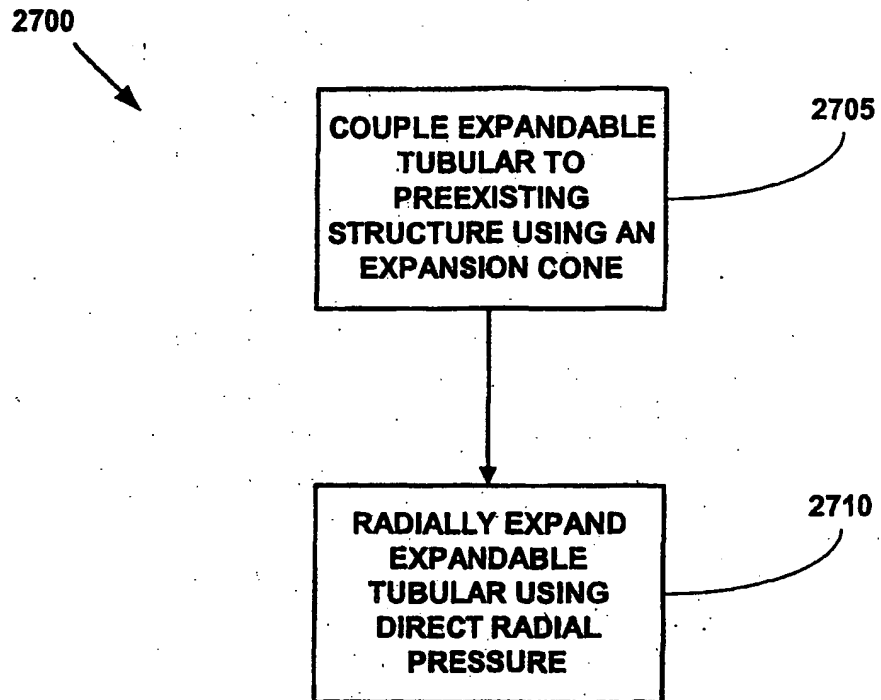 2700
COUPLE EXPANDABLE
TUBULAR TO
PREEXISTING
STRUCTURE USING AN
EXPANSION CONE
2705
RADIALLY EXPAND
EXPANDABLE
TUBULAR USING
DIRECT RADIAL
PRESSURE
2710